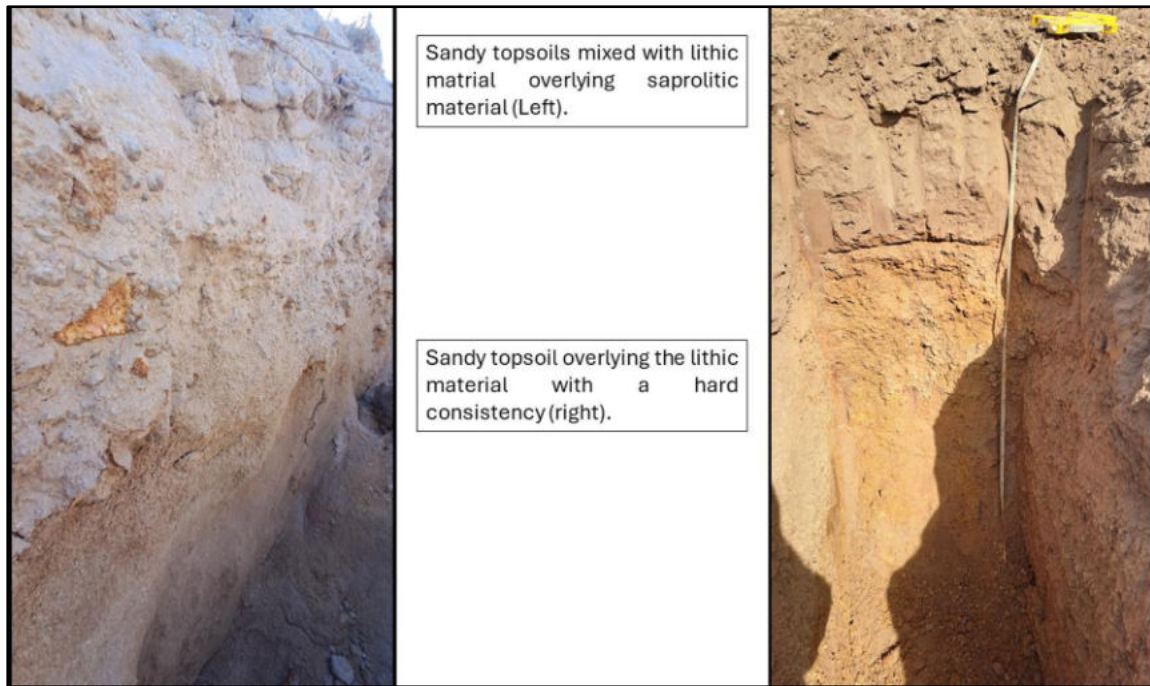 Sandy topsoils mixed with lithic
matrial overlying saprolitic
material (Left).
Sandy topsoil overlying the lithic
material with a hard
consistency (right).